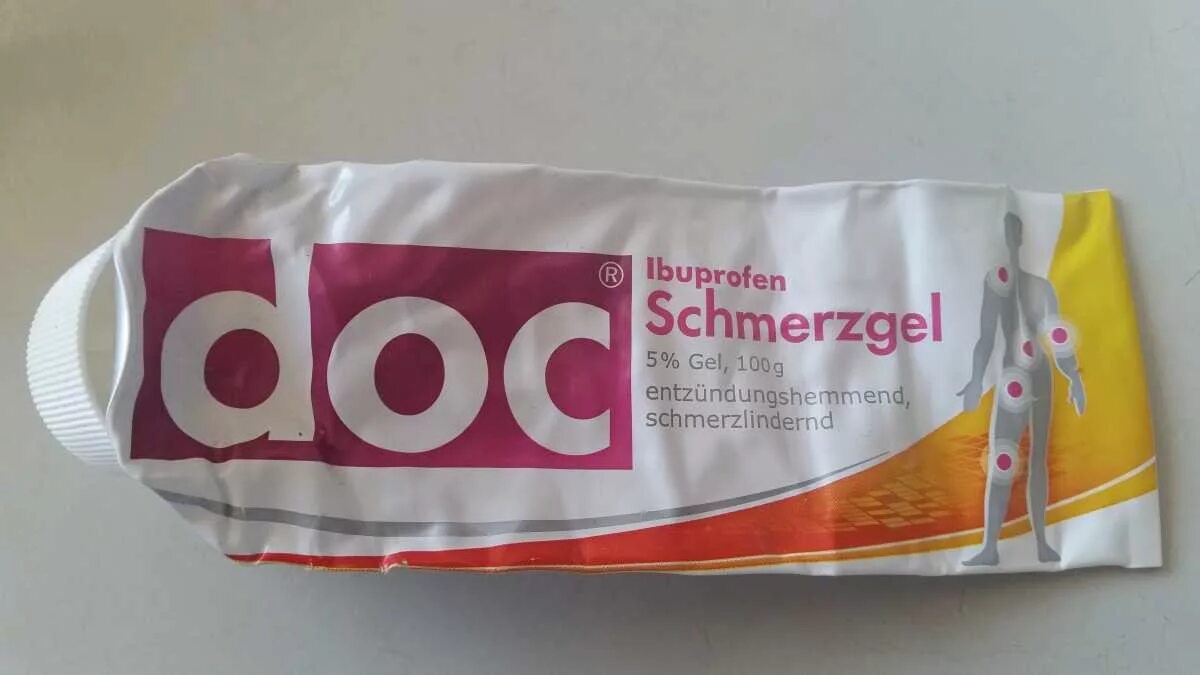 doc®
Ibuprofen
Schmerzgel
5% Gel, 100g
entzündungshemmend,
schmerzlindernd